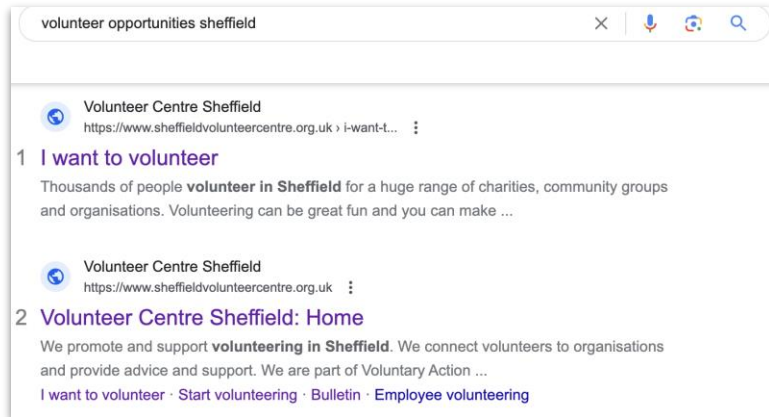 volunteer opportunities sheffield
Volunteer Centre Sheffield
https://www.sheffieldvolunteercentre.org.uk › i-want-t...
1 I want to volunteer
Thousands of people volunteer in Sheffield for a huge range of charities, community groups
and organisations. Volunteering can be great fun and you can make ...
Volunteer Centre Sheffield
https://www.sheffieldvolunteercentre.org.uk
2 Volunteer Centre Sheffield: Home
We promote and support volunteering in Sheffield. We connect volunteers to organisations
and provide advice and support. We are part of Voluntary Action ...
I want to volunteer · Start volunteering · Bulletin · Employee volunteering